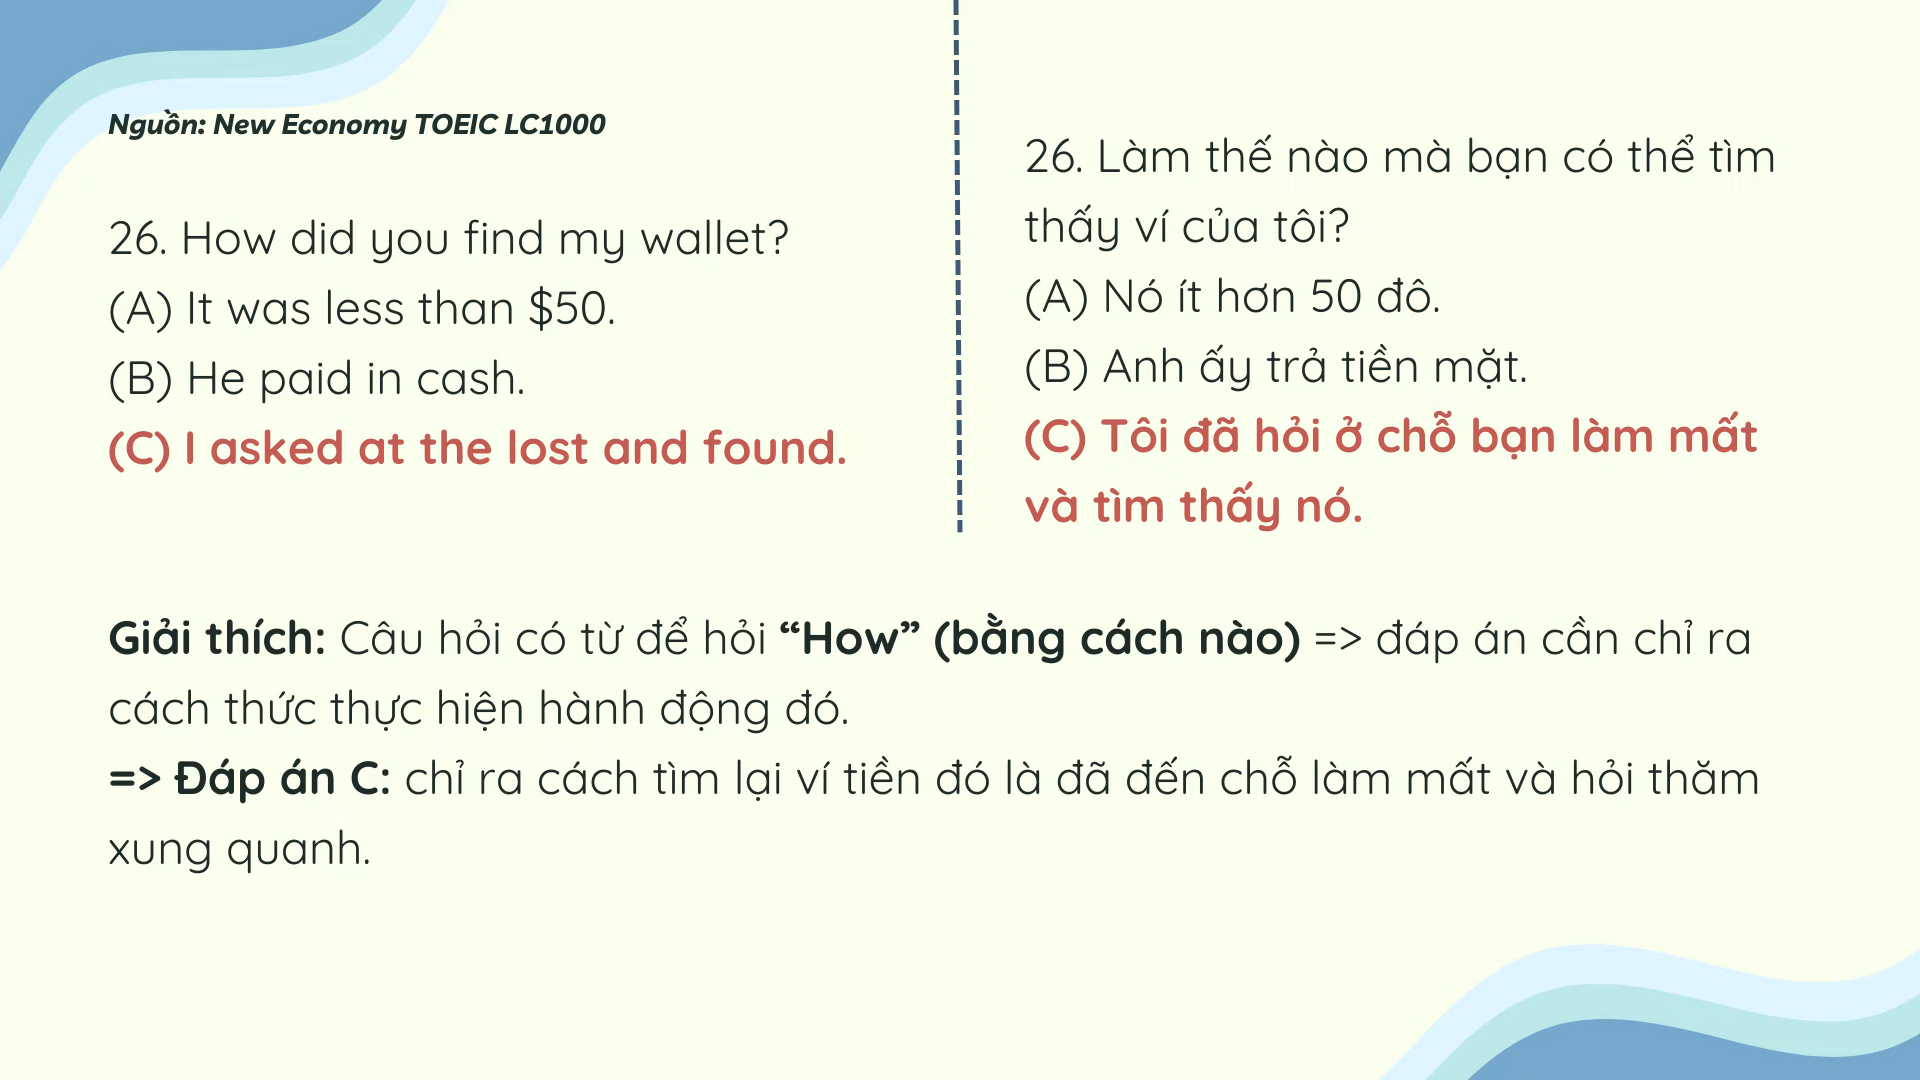 Nguồn: New Economy TOEIC LC1000
26. How did you find my wallet?
(A) It was less than $50.
(B) He paid in cash.
(C) I asked at the lost and found.
26. Làm thế nào mà bạn có thể tìm
thấy ví của tôi?
(A) Nó ít hơn 50 đô.
(B) Anh ấy trả tiền mặt.
(C) Tôi đã hỏi ở chỗ bạn làm mất
và tìm thấy nó.
Giải thích: Câu hỏi có từ để hỏi “How” (bằng cách nào) => đáp án cần chỉ ra
cách thức thực hiện hành động đó.
=> Đáp án C: chỉ ra cách tìm lại ví tiền đó là đã đến chỗ làm mất và hỏi thăm
xung quanh.